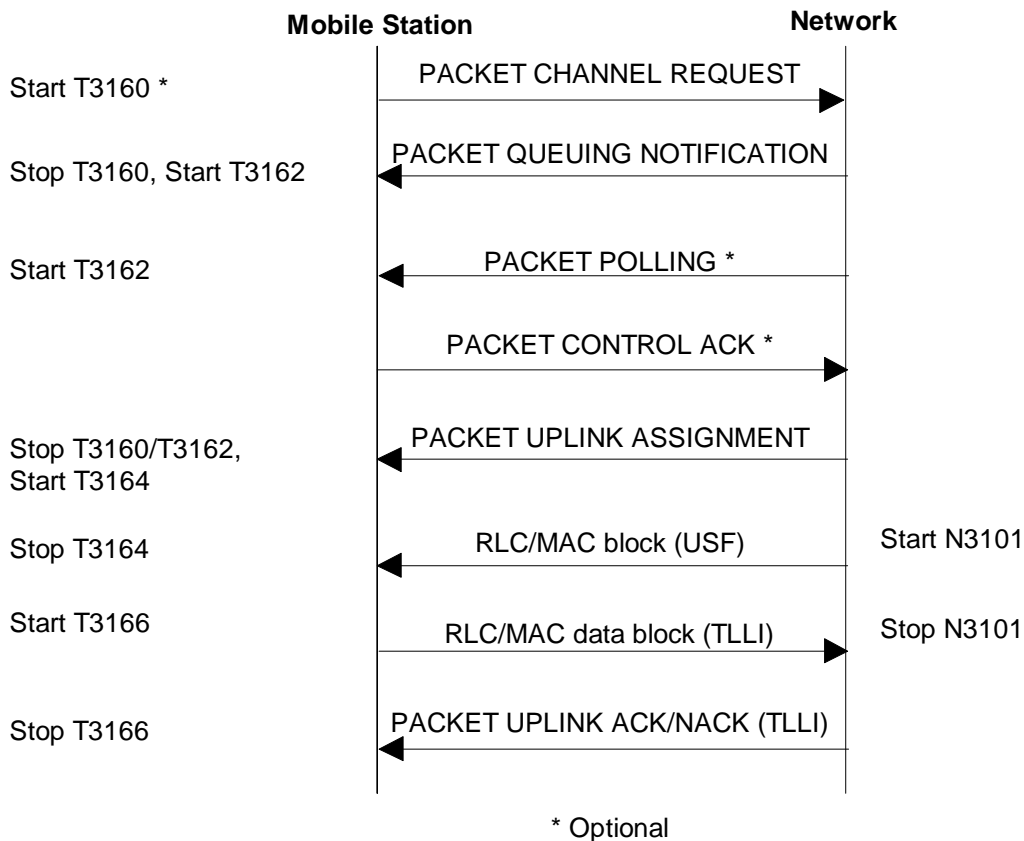 Mobile Station
Network
Start T3160 *
PACKET CHANNEL REQUEST
Stop T3160, Start T3162
PACKET QUEUING NOTIFICATION
Start T3162
PACKET POLLING *
PACKET CONTROL ACK *
Stop T3160/T3162,
Start T3164
PACKET UPLINK ASSIGNMENT
Stop T3164
RLC/MAC block (USF)
Start N3101
Start T3166
RLC/MAC data block (TLLI)
Stop N3101
Stop T3166
PACKET UPLINK ACK/NACK (TLLI)
* Optional